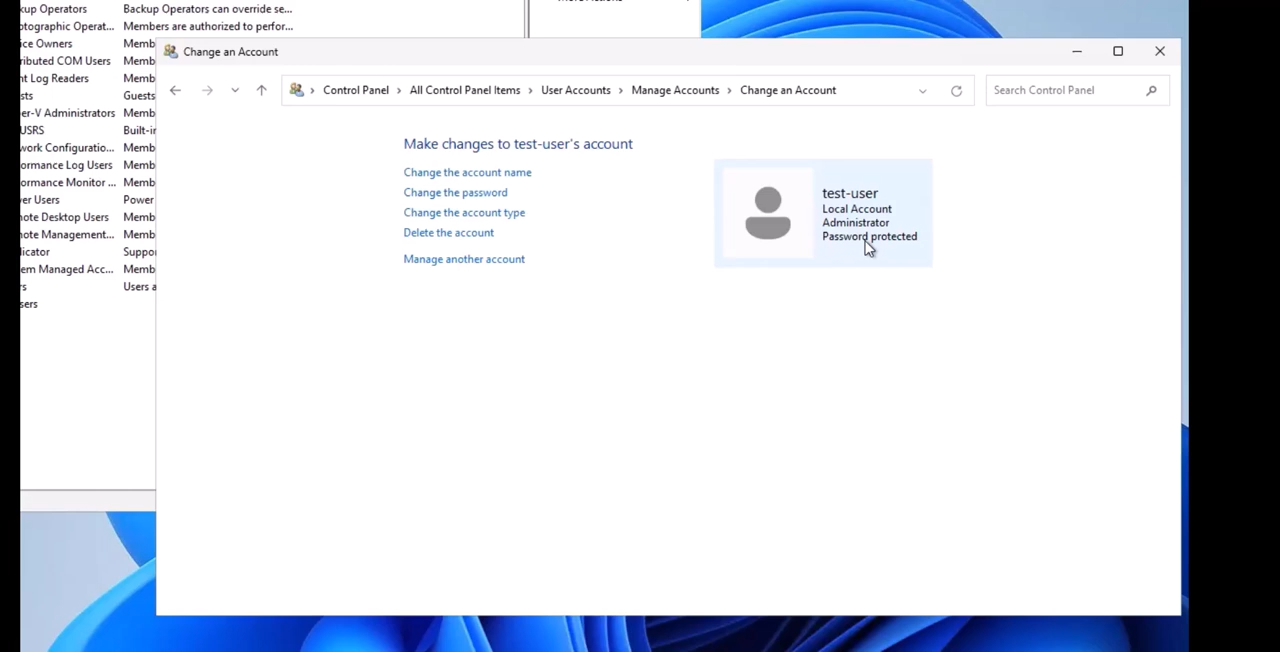 kup Operators Backup Operators can override se...
ptographic Operat... Members are authorized to perfor...
ice Owners Memb
ributed COM Users Memb
nt Log Readers Memb
sts Guests
er-V Administrators Memb
USRS Built-in
work Configuratio... Memb
ormance Log Users Memb
ormance Monitor ... Memb
er Users Power
note Desktop Users Memb
note Management... Memb
licator Suppo
em Managed Acc... Memb
rs Users a
sers
Change an Account
Control Panel > All Control Panel Items > User Accounts > Manage Accounts > Change an Account
Search Control Panel
Make changes to test-user's account
Change the account name
Change the password
Change the account type
Delete the account
Manage another account
test-user
Local Account
Administrator
Password protected